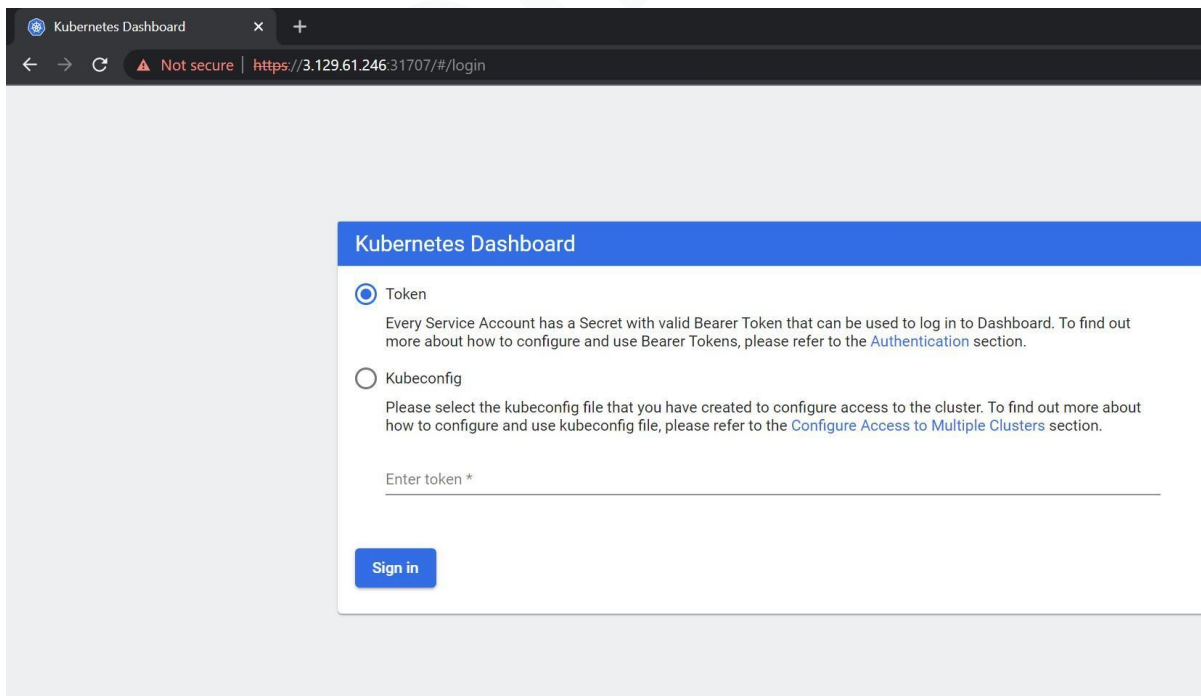 Kubernetes Dashboard
Not secure | https://3.129.61.246:31707/#/login
Kubernetes Dashboard
Token
Every Service Account has a Secret with valid Bearer Token that can be used to log in to Dashboard. To find out
more about how to configure and use Bearer Tokens, please refer to the Authentication section.
Kubeconfig
Please select the kubeconfig file that you have created to configure access to the cluster. To find out more about
how to configure and use kubeconfig file, please refer to the Configure Access to Multiple Clusters section.
Enter token *
Sign in